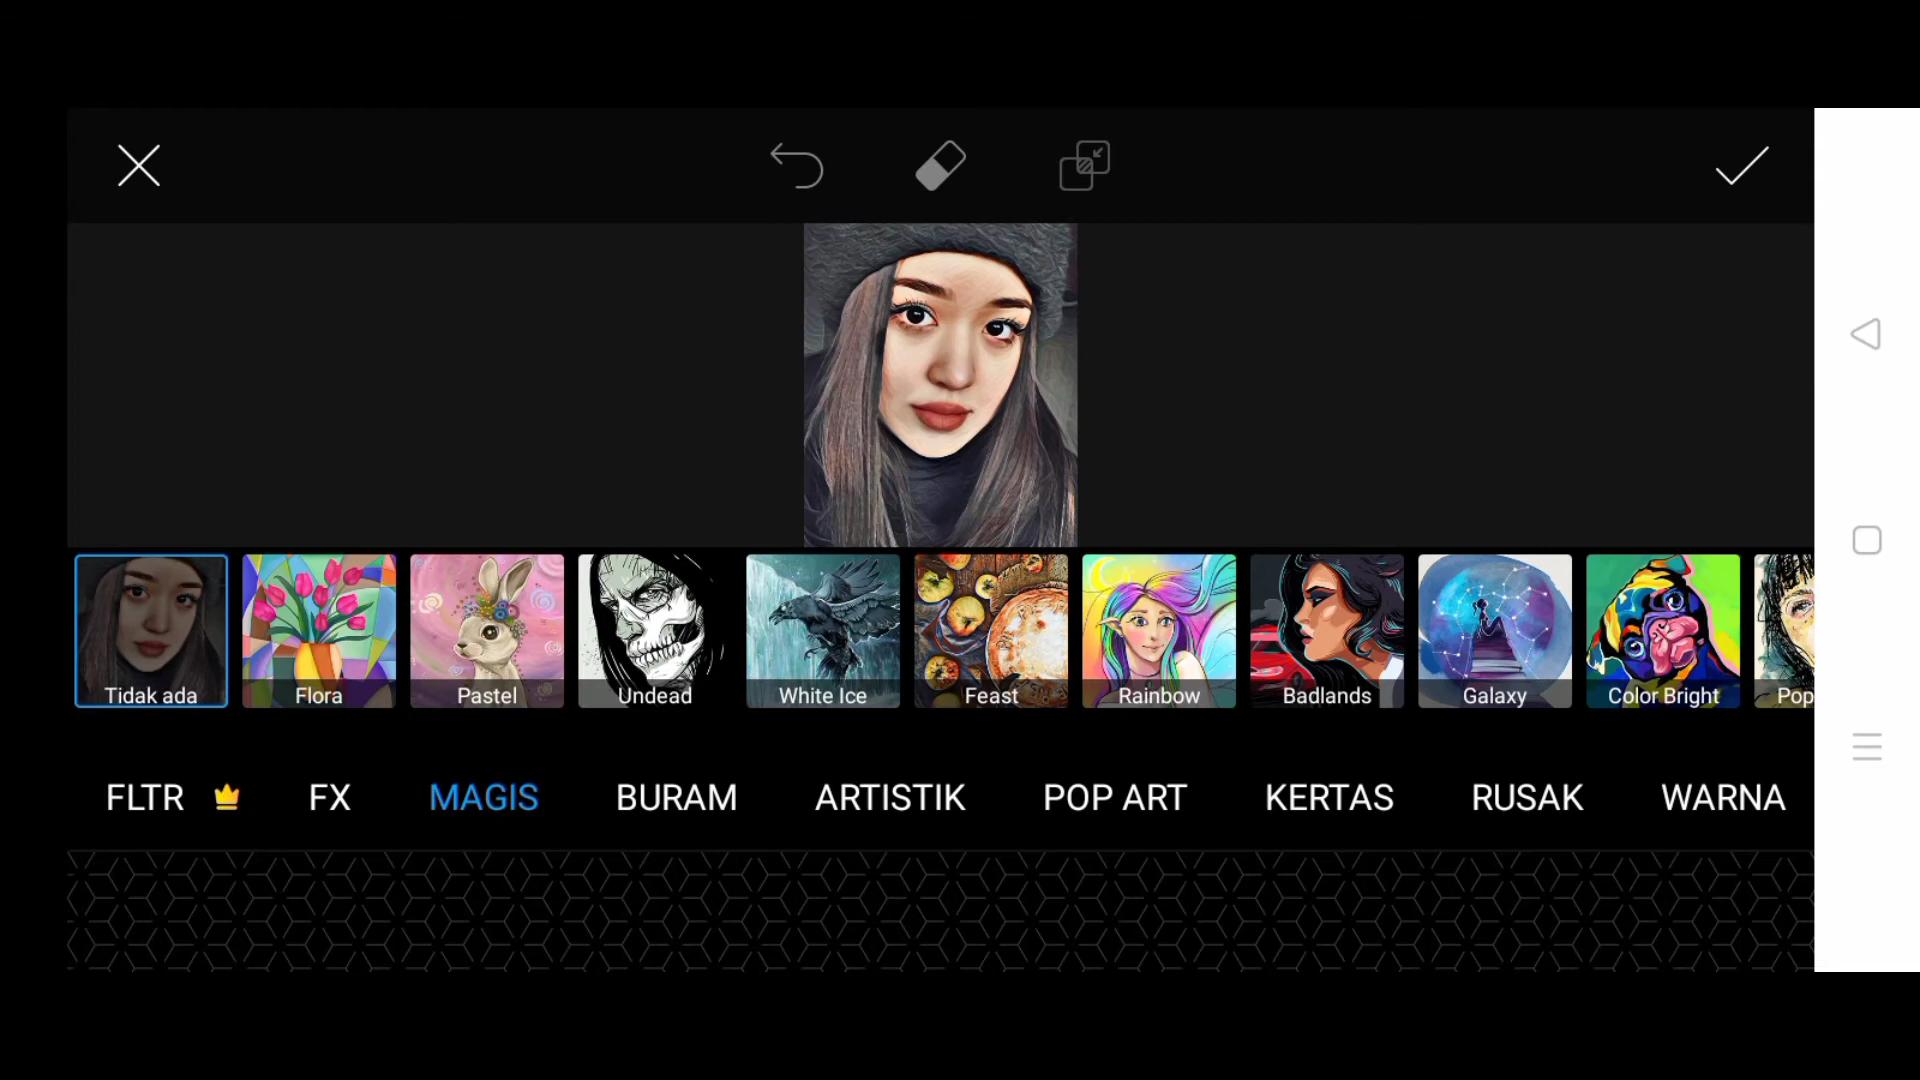 Tidak ada Flora Pastel Undead White Ice Feast Rainbow Badlands Galaxy Color Bright Pop
FLTR FX MAGIS BURAM ARTISTIK POP ART KERTAS RUSAK WARNA